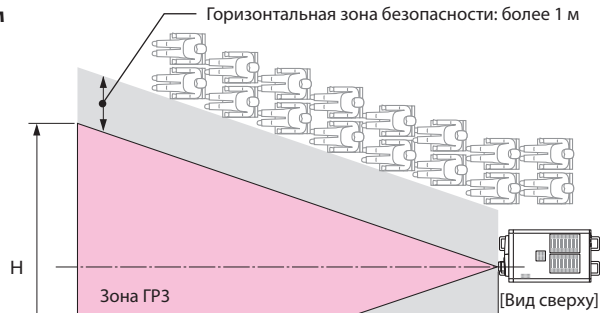 м
Горизонтальная зона безопасности: более 1 м
H
Зона ГР3
[Вид сверху]